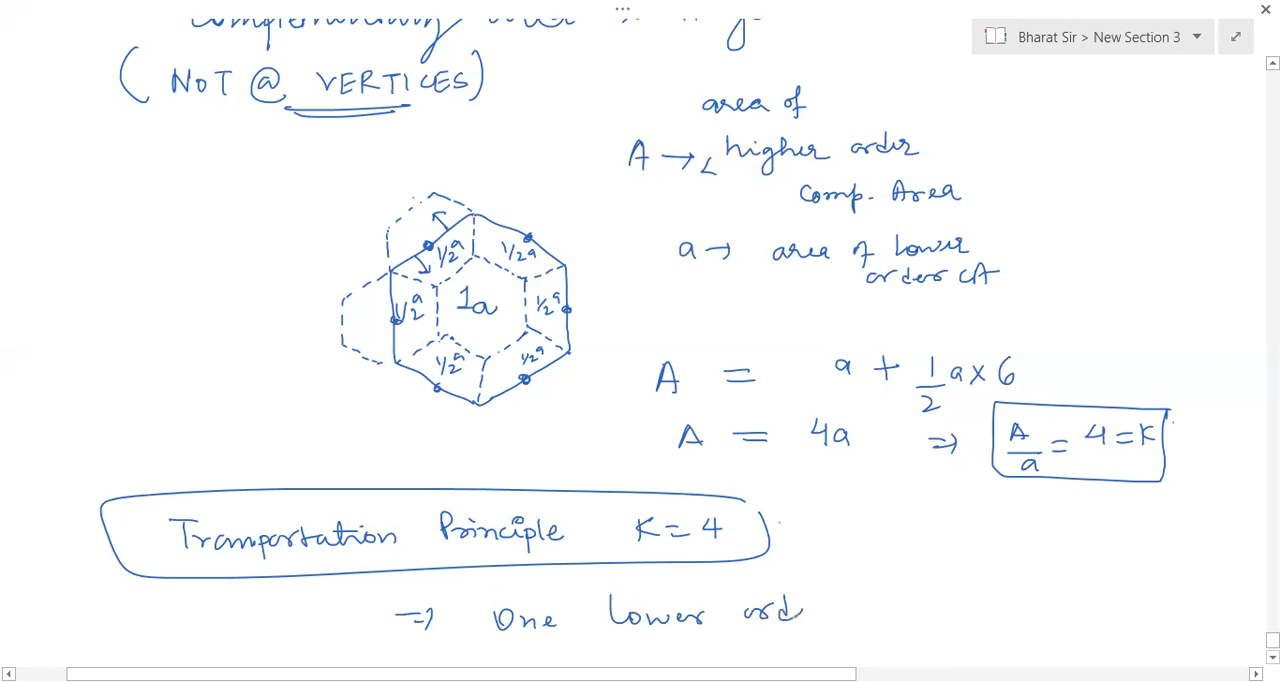 Bharat Sir > New Section 3
(NOT @ VERTICES)
area of
A → higher order
comp. Area
a → area of lower
orders CA
1/2a
1/2a
1/2a
1a
1/2a
1/2a
1/2a
A = a + 1/2 a x 6
A = 4a ⇒ A/a = 4 = K
Tranportation Principle K = 4
⇒ One lower ord